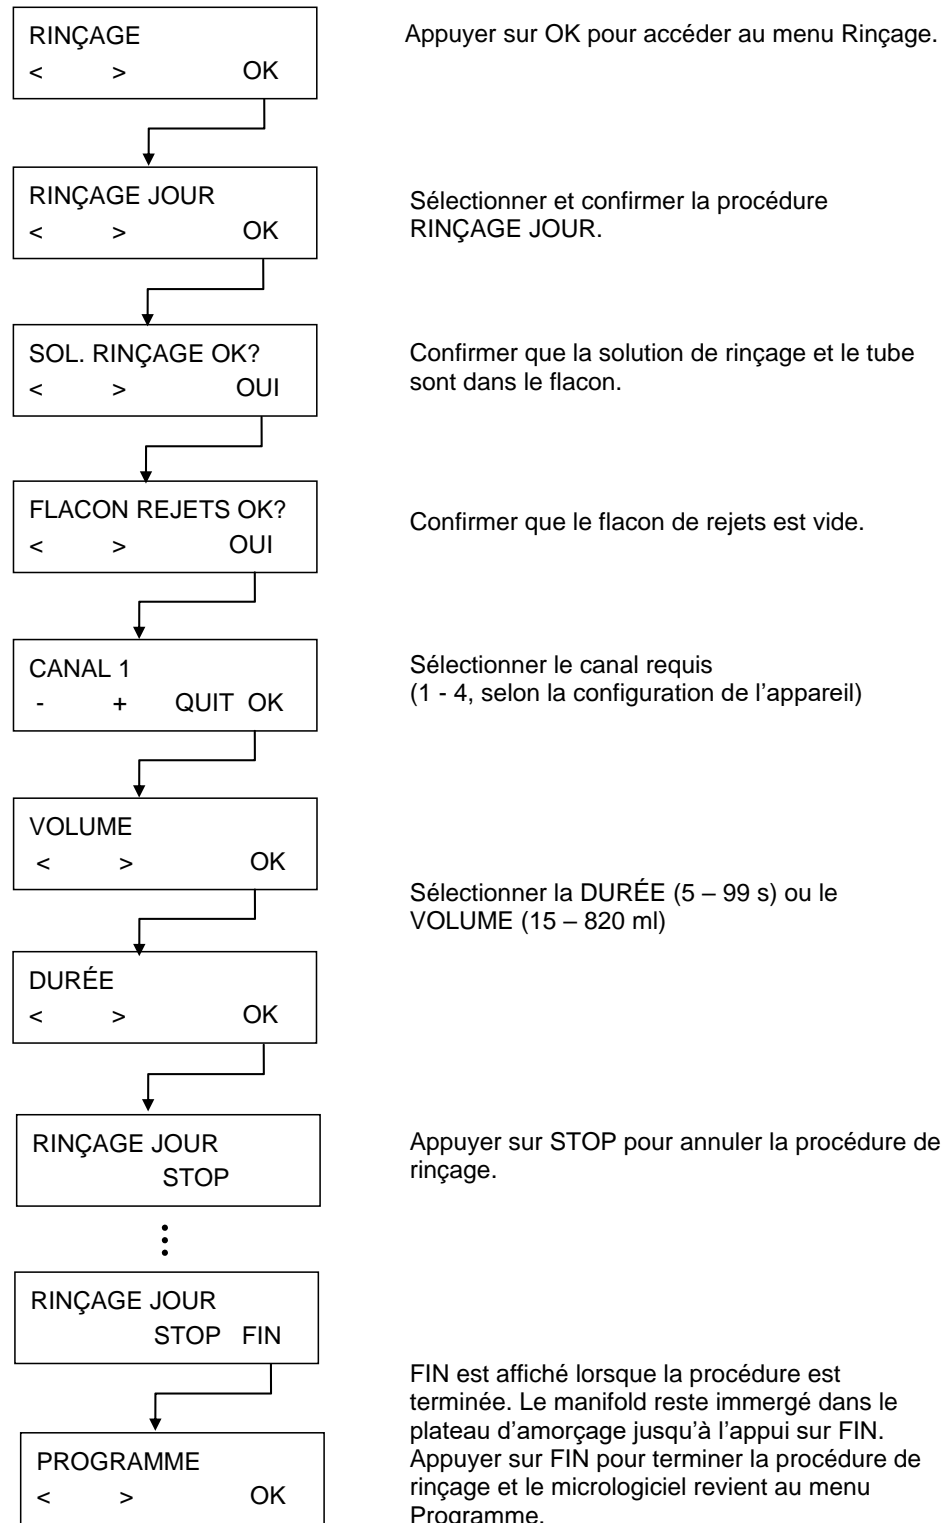 RINÇAGE
< > OK
Appuyer sur OK pour accéder au menu Rinçage.
RINÇAGE JOUR
< > OK
Sélectionner et confirmer la procédure
RINÇAGE JOUR.
SOL. RINÇAGE OK?
< > OUI
Confirmer que la solution de rinçage et le tube
sont dans le flacon.
FLACON REJETS OK?
< > OUI
Confirmer que le flacon de rejets est vide.
CANAL 1
- + QUIT OK
Sélectionner le canal requis
(1 - 4, selon la configuration de l'appareil)
VOLUME
< > OK
Sélectionner la DURÉE (5 – 99 s) ou le
VOLUME (15 – 820 ml)
DURÉE
< > OK
RINÇAGE JOUR
STOP
Appuyer sur STOP pour annuler la procédure de
rinçage.
RINÇAGE JOUR
STOP FIN
FIN est affiché lorsque la procédure est
terminée. Le manifold reste immergé dans le
plateau d'amorçage jusqu'à l'appui sur FIN.
Appuyer sur FIN pour terminer la procédure de
rinçage et le micrologiciel revient au menu
Programme.
PROGRAMME
< > OK